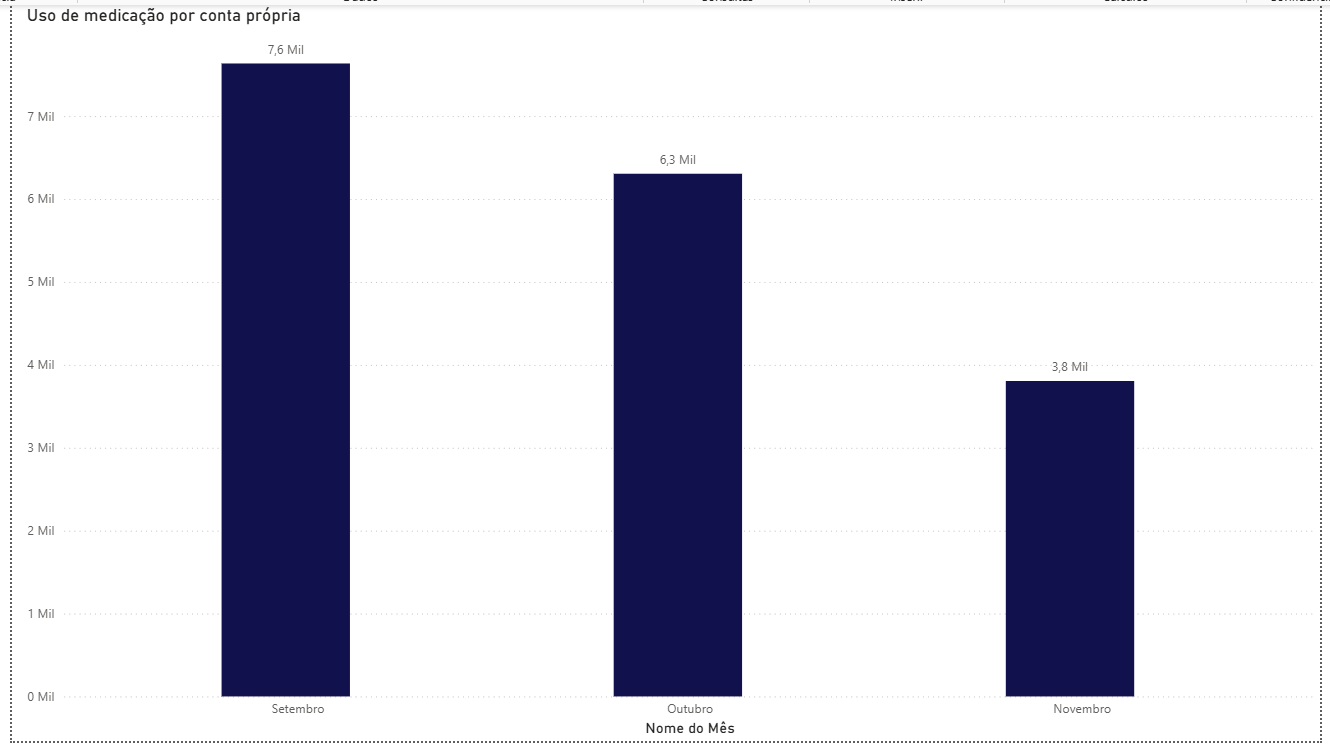 Uso de medicação por conta própria
7,6 Mil
7 Mil
6,3 Mil
6 Mil
5 Mil
4 Mil
3,8 Mil
3 Mil
2 Mil
1 Mil
0 Mil
Setembro Outubro Novembro
Nome do Mês